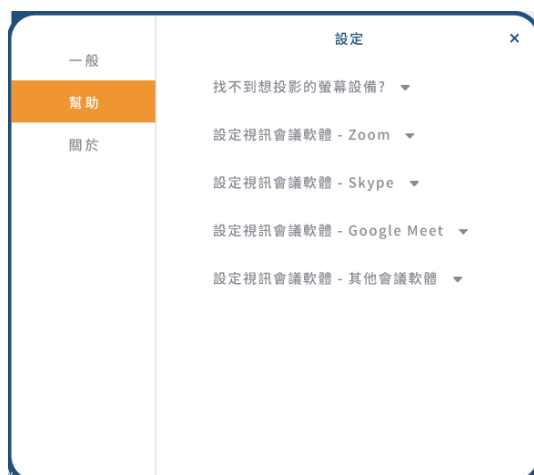 設定
×
一般
幫助
關於
找不到想投影的螢幕設備?
設定視訊會議軟體 - Zoom
設定視訊會議軟體 - Skype
設定視訊會議軟體 - Google Meet
設定視訊會議軟體 - 其他會議軟體